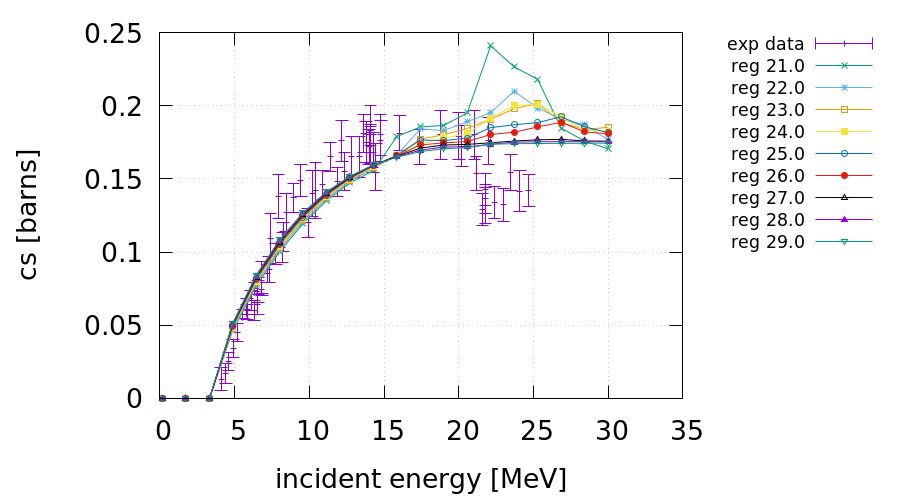 cs [barns]
0.25
0.2
0.15
0.1
0.05
0
0 5 10 15 20 25 30 35
incident energy [MeV]
exp data
reg 21.0
reg 22.0
reg 23.0
reg 24.0
reg 25.0
reg 26.0
reg 27.0
reg 28.0
reg 29.0